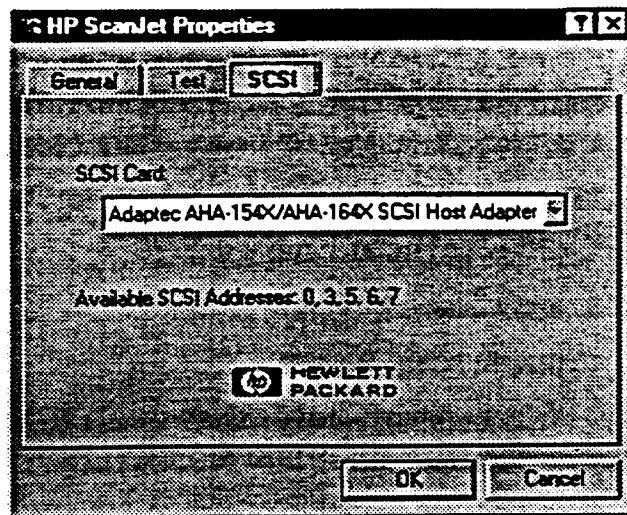 HP ScanJet Properties
General Test SCSI
SCSI Card
Adaptec AHA-154X/AHA-164X SCSI Host Adapter
Available SCSI Addresses: 0, 3, 5, 6, 7
hp HEWLETT
PACKARD
OK Cancel